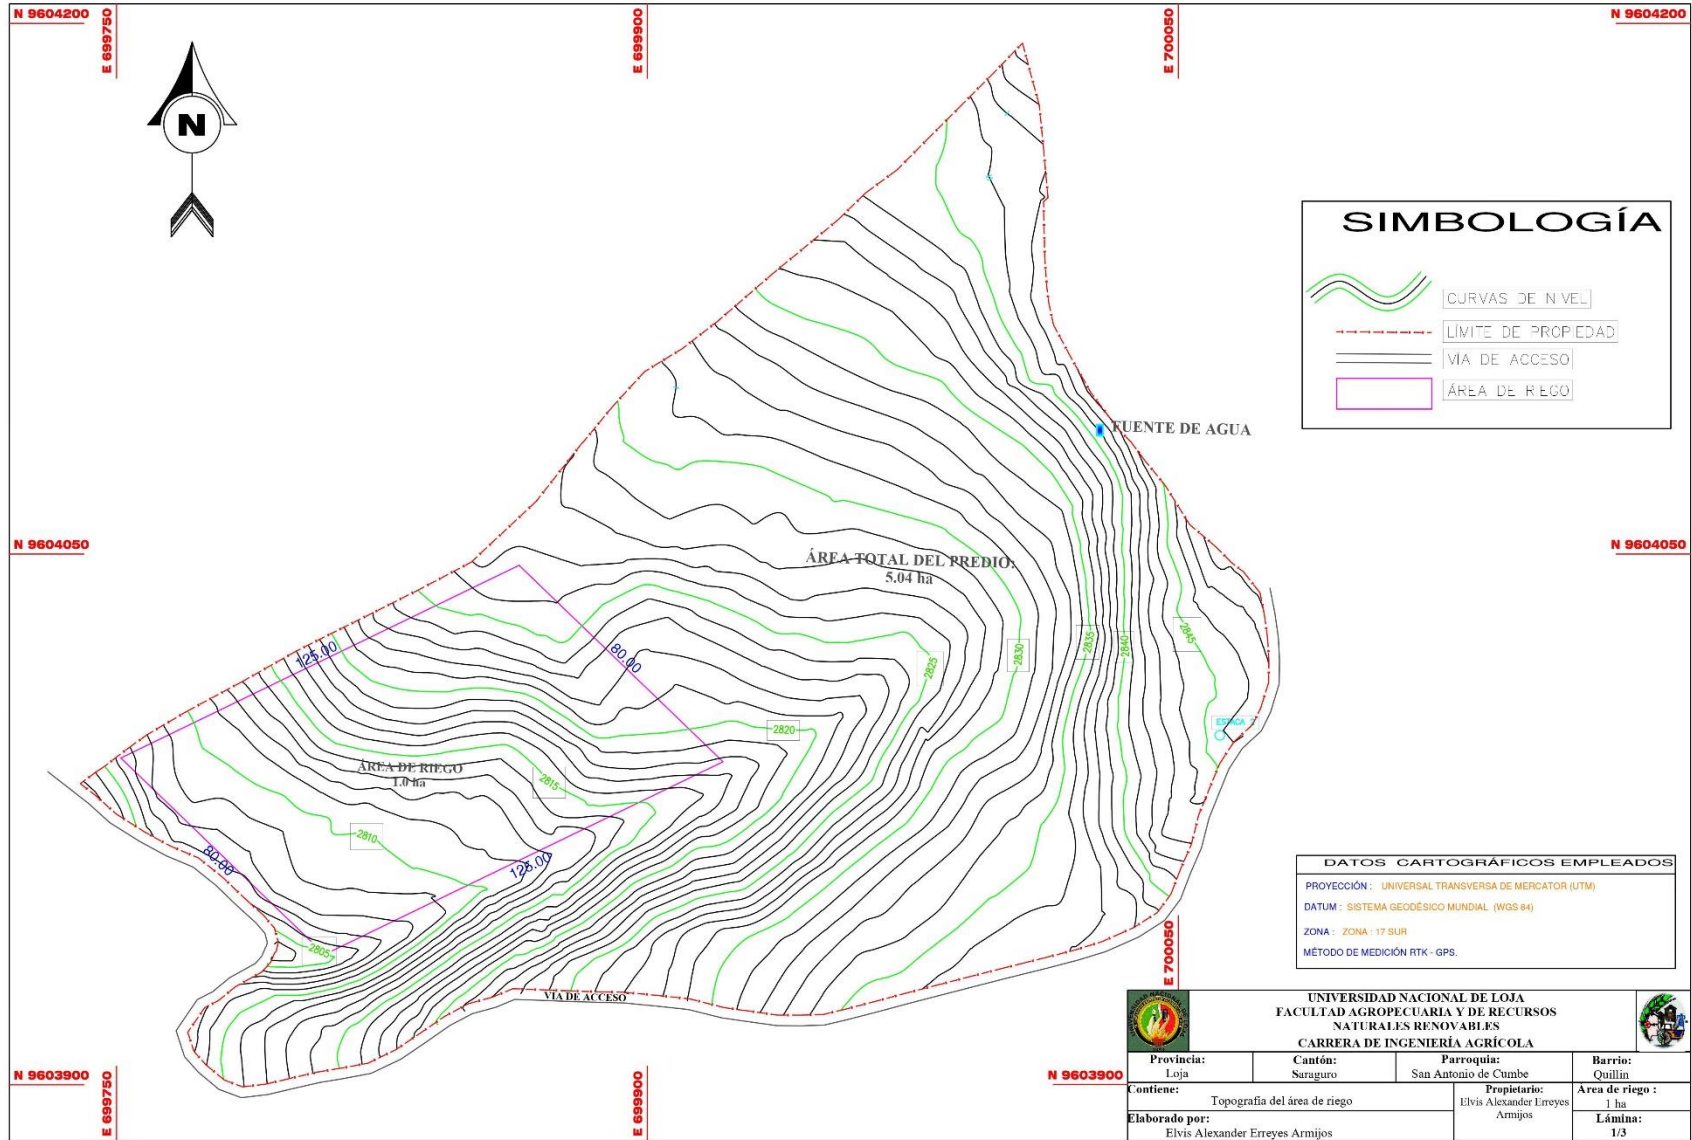 N 9604200
E 699750
E 699900
E 700050
N 9604200
N
SIMBOLOGÍA
CURVAS DE NIVEL
LÍMITE DE PROPIEDAD
VÍA DE ACCESO
ÁREA DE RIEGO
FUENTE DE AGUA
N 9604050
N 9604050
ÁREA TOTAL DEL PREDIO:
5.04 ha
125.00
80.00
2825
2830
2835
2840
2845
2820
ESTACA 2
ÁREA DE RIEGO
1.0 ha
2815
2810
80.00
125.00
2805
VIA DE ACCESO
DATOS CARTOGRÁFICOS EMPLEADOS
PROYECCIÓN : UNIVERSAL TRANSVERSA DE MERCATOR (UTM)
DATUM : SISTEMA GEODÉSICO MUNDIAL (WGS 84)
ZONA : ZONA : 17 SUR
MÉTODO DE MEDICIÓN RTK - GPS.
N 9603900
E 699750
E 699900
N 9603900
E 700050
UNIVERSIDAD NACIONAL DE LOJA
FACULTAD AGROPECUARIA Y DE RECURSOS
NATURALES RENOVABLES
CARRERA DE INGENIERÍA AGRÍCOLA
Provincia:
Loja
Cantón:
Saraguro
Parroquia:
San Antonio de Cumbe
Barrio:
Quillin
Contiene:
Topografía del área de riego
Propietario:
Elvis Alexander Erreyes
Armijos
Área de riego :
1 ha
Elaborado por:
Elvis Alexander Erreyes Armijos
Lámina:
1/3